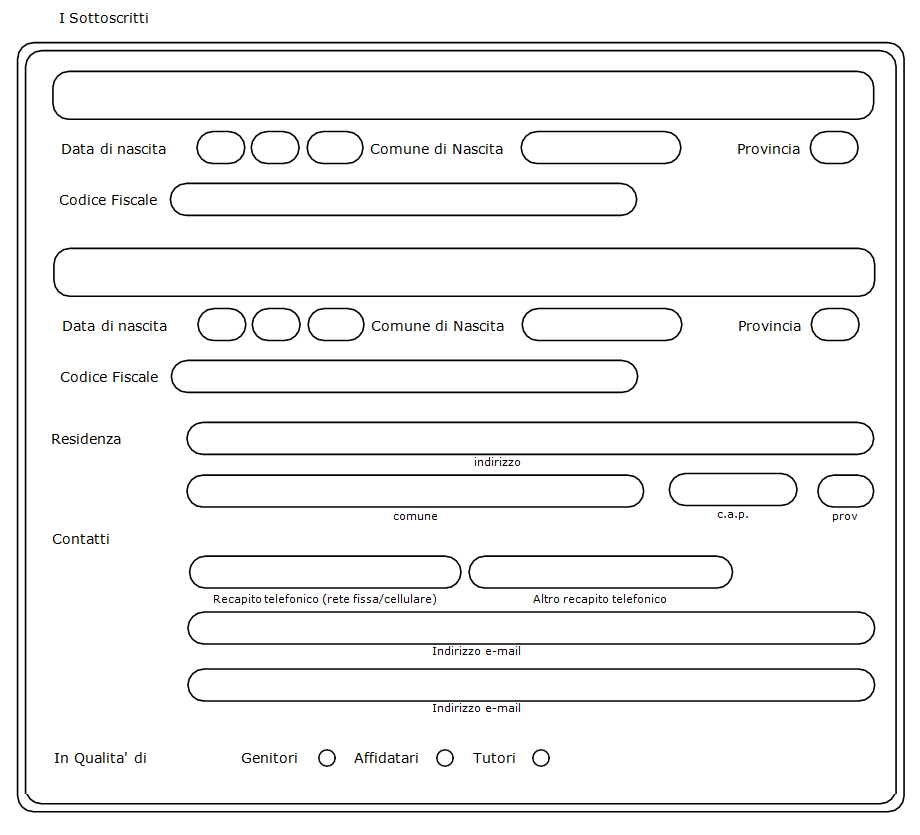 I Sottoscritti
Data di nascita Comune di Nascita Provincia
Codice Fiscale
Data di nascita Comune di Nascita Provincia
Codice Fiscale
Residenza
indirizzo
comune c.a.p. prov
Contatti
Recapito telefonico (rete fissa/cellulare) Altro recapito telefonico
Indirizzo e-mail
Indirizzo e-mail
In Qualita' di Genitori Affidatari Tutori